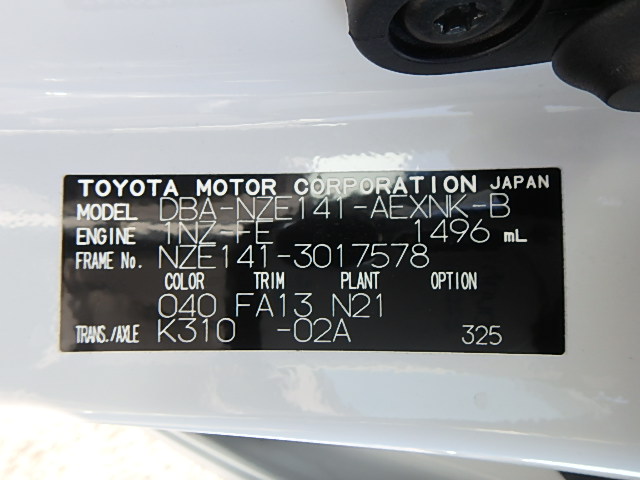 TOYOTA MOTOR CORPORATION JAPAN
MODEL DBA-NZE141-AEXNK-B
ENGINE 1NZ-FE 1496 mL
FRAME No. NZE141-3017578
COLOR TRIM PLANT OPTION
040 FA13 N21
TRANS./AXLE K310 -02A 325